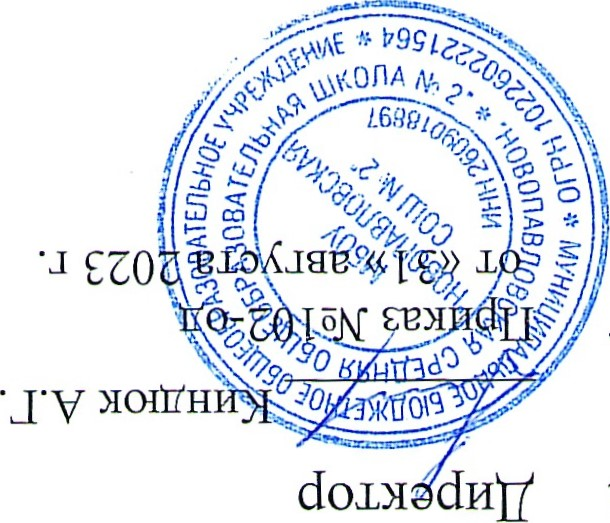 Директор
Киндюк А.Г.
Приказ №102-од
от «31» августа 2023 г.
МУНИЦИПАЛЬНОЕ БЮДЖЕТНОЕ ОБЩЕОБРАЗОВАТЕЛЬНОЕ УЧРЕЖДЕНИЕ * ОГРН 1022602221564 *
СРЕДНЯЯ ОБЩЕОБРАЗОВАТЕЛЬНАЯ ШКОЛА № 2 * НОВОПАВЛОВ
ИНН 2609018897
МБОУ
НОВОПАВЛОВСКАЯ
СОШ № 2"